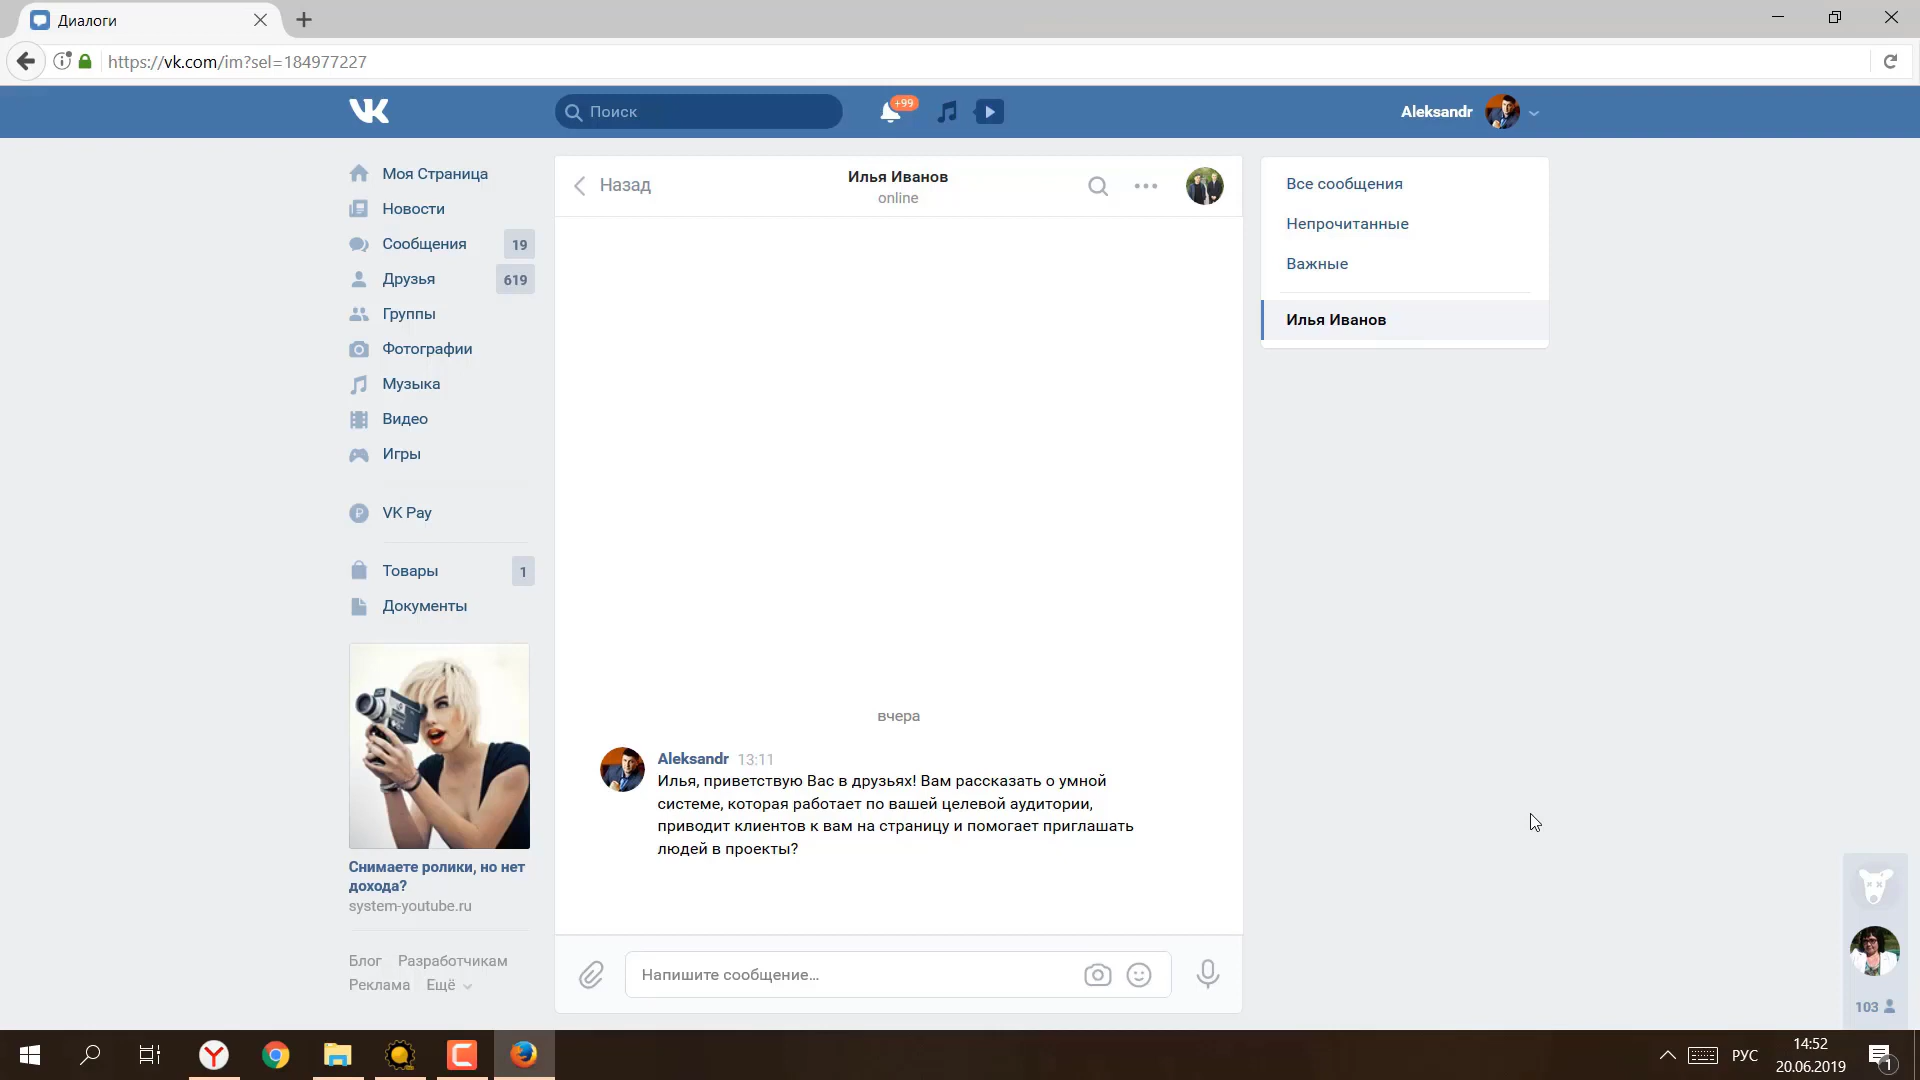 Диалоги
https://vk.com/im?sel=184977227
Поиск
+99
Aleksandr
Моя Страница
Новости
Сообщения 19
Друзья 619
Группы
Фотографии
Музыка
Видео
Игры
VK Pay
Товары 1
Документы
Снимаете ролики, но нет
дохода?
system-youtube.ru
Блог Разработчикам
Реклама Ещё
Назад
Илья Иванов
online
вчера
Aleksandr 13:11
Илья, приветствую Вас в друзьях! Вам рассказать о умной
системе, которая работает по вашей целевой аудитории,
приводит клиентов к вам на страницу и помогает приглашать
людей в проекты?
Напишите сообщение...
Все сообщения
Непрочитанные
Важные
Илья Иванов
103
РУС
14:52
20.06.2019
1